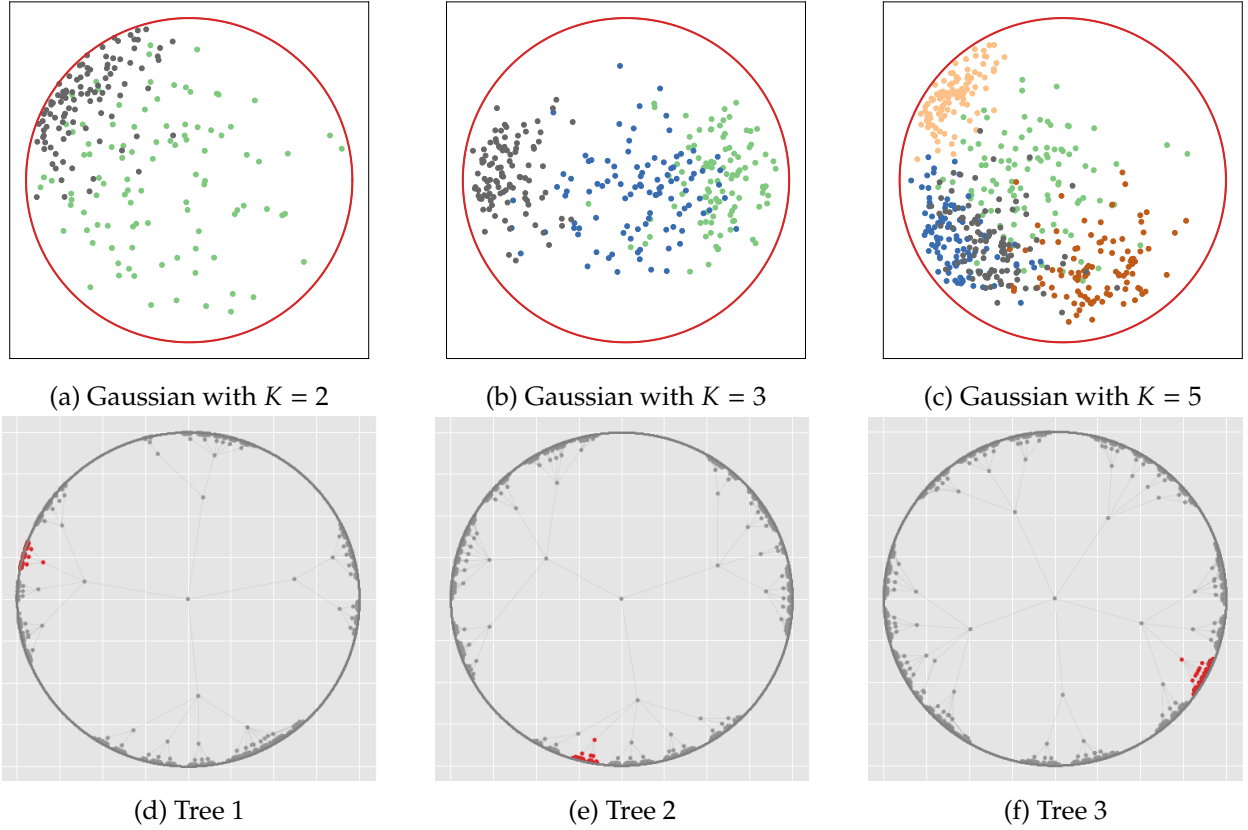 (a) Gaussian with K = 2
(b) Gaussian with K = 3
(c) Gaussian with K = 5
(d) Tree 1
(e) Tree 2
(f) Tree 3